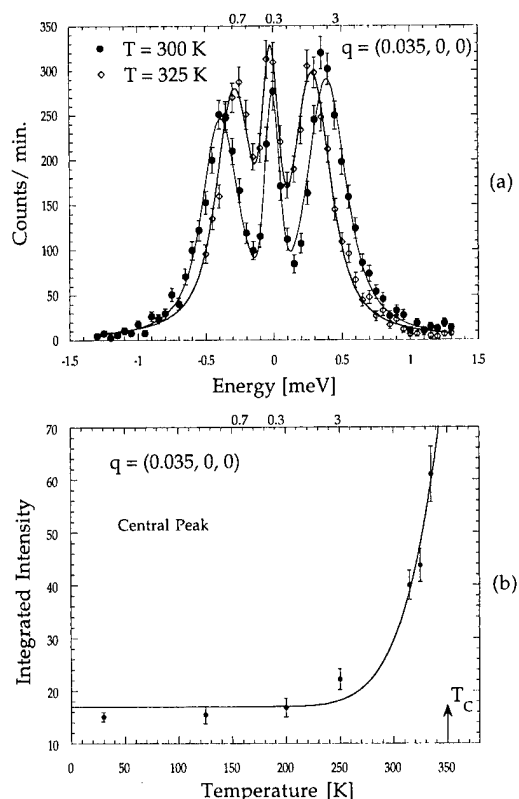 0.7 0.3 3
T = 300 K
T = 325 K
q = (0.035, 0, 0)
350
300
250
200
150
100
50
0
Counts/ min.
(a)
-1.5 -1 -0.5 0 0.5 1 1.5
Energy [meV]
0.7 0.3 3
70
60
50
40
30
20
10
q = (0.035, 0, 0)
Central Peak
Integrated Intensity
(b)
T_C
0 50 100 150 200 250 300 350
Temperature [K]